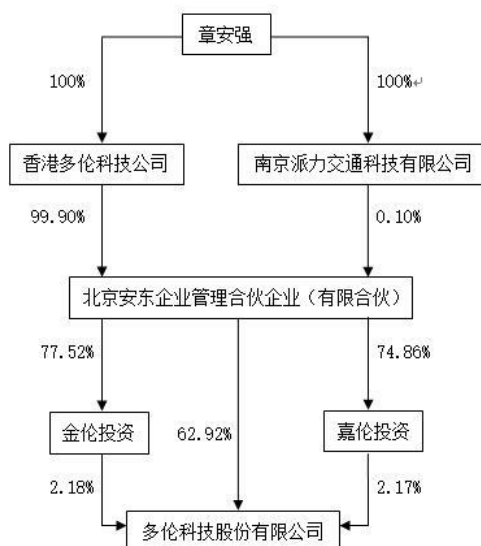 章安强
100%
100%↵
香港多伦科技公司
南京派力交通科技有限公司
99.90%
0.10%
北京安东企业管理合伙企业（有限合伙）
77.52%
74.86%
金伦投资
62.92%
嘉伦投资
2.18%
2.17%
多伦科技股份有限公司